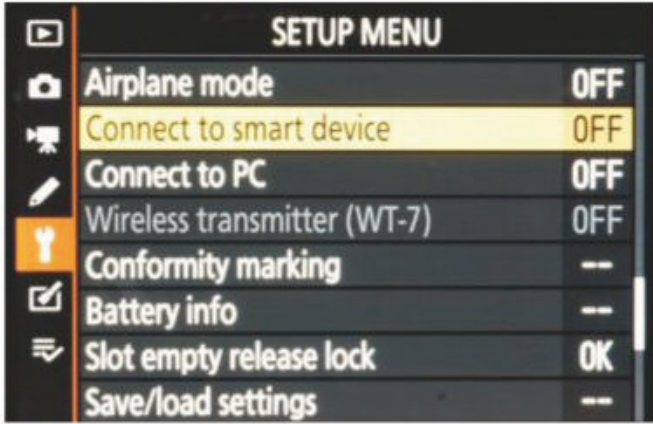 SETUP MENU
Airplane mode OFF
Connect to smart device OFF
Connect to PC OFF
Wireless transmitter (WT-7) OFF
Conformity marking --
Battery info --
Slot empty release lock OK
Save/load settings --